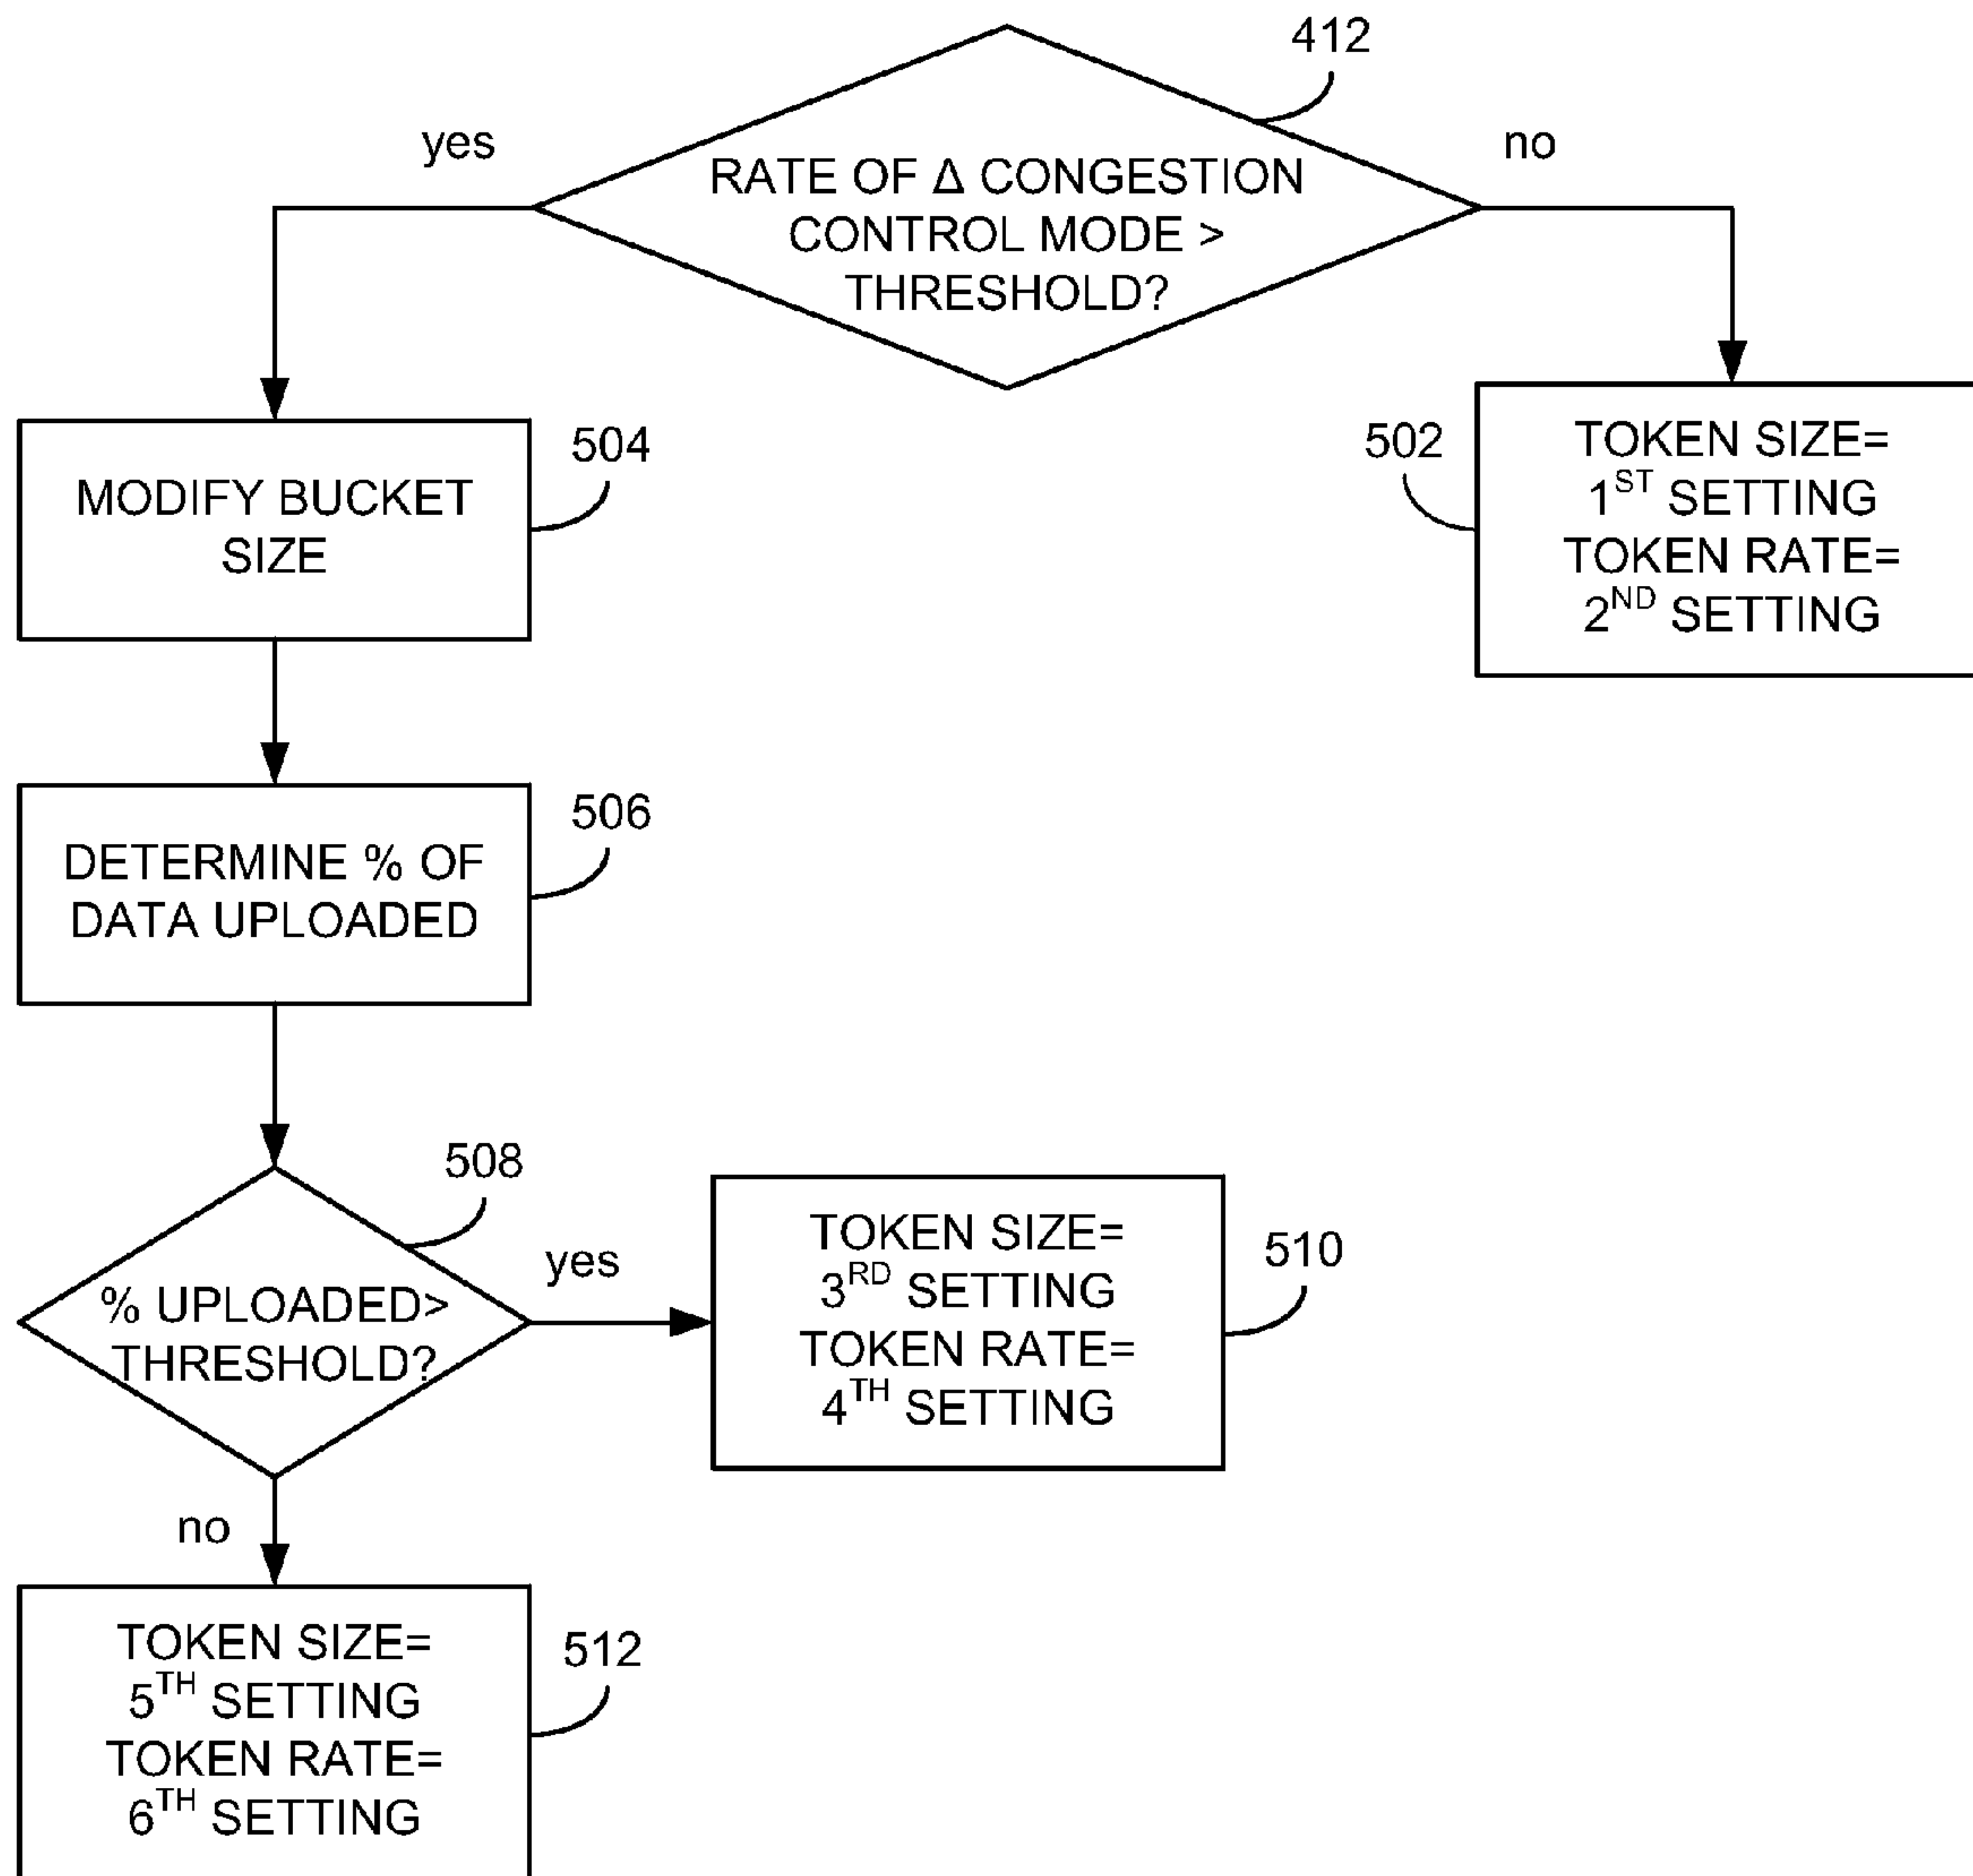 412
yes
no
RATE OF Δ CONGESTION
CONTROL MODE >
THRESHOLD?
504
MODIFY BUCKET
SIZE
502
TOKEN SIZE=
1ST SETTING
TOKEN RATE=
2ND SETTING
506
DETERMINE % OF
DATA UPLOADED
508
% UPLOADED>
THRESHOLD?
yes
510
TOKEN SIZE=
3RD SETTING
TOKEN RATE=
4TH SETTING
no
512
TOKEN SIZE=
5TH SETTING
TOKEN RATE=
6TH SETTING